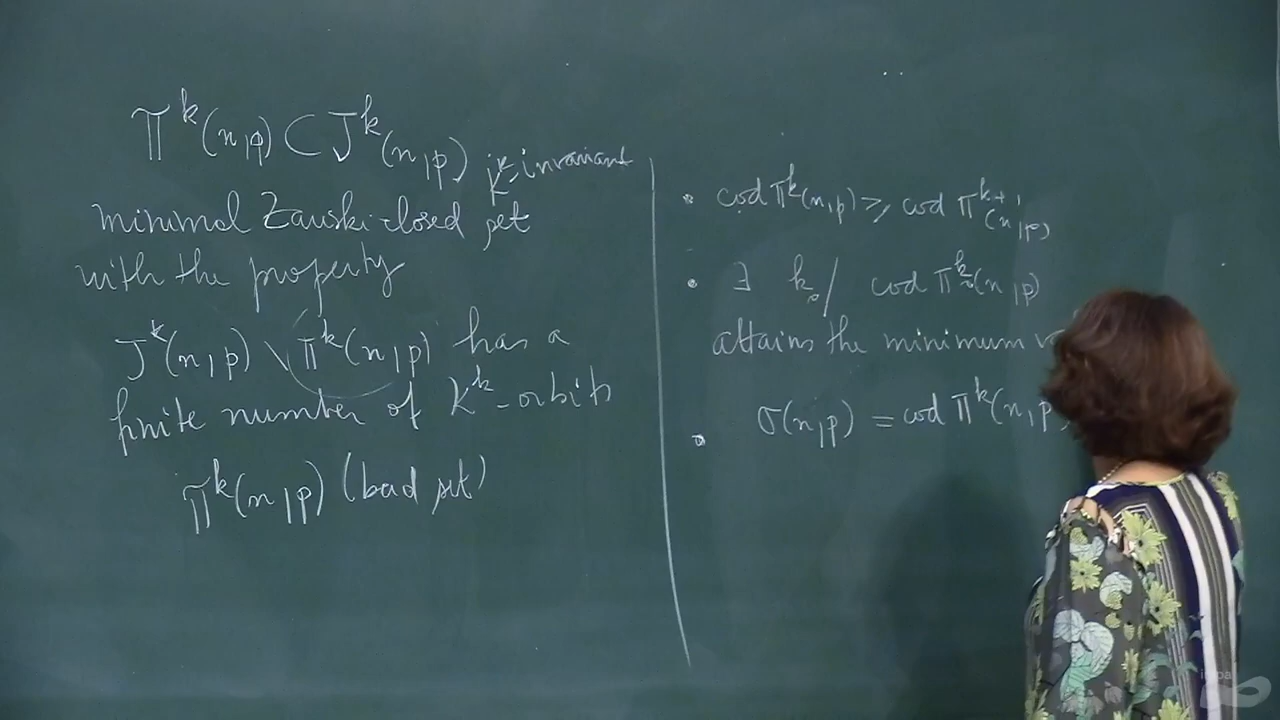 Π^k(n,p) ⊂ J^k(n,p) K^k-invariant
minimal Zariski-closed set
with the property
J^k(n,p) \ Π^k(n,p) has a
finite number of K^k-orbits
Π^k(n,p) (bad set)
• cod Π^k(n,p) ≥ cod Π^{k+1}(n,p)
• ∃ k₀ / cod Π^{k₀}(n,p)
attains the minimum
• σ(n,p) = cod Π^k(n,p
impa